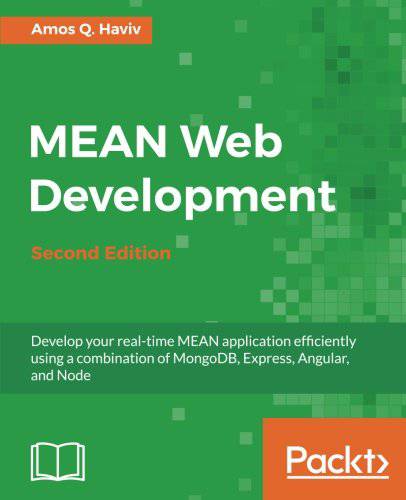 Amos Q. Haviv
MEAN Web
Development
Second Edition
Develop your real-time MEAN application efficiently
using a combination of MongoDB, Express, Angular,
and Node
Packt>